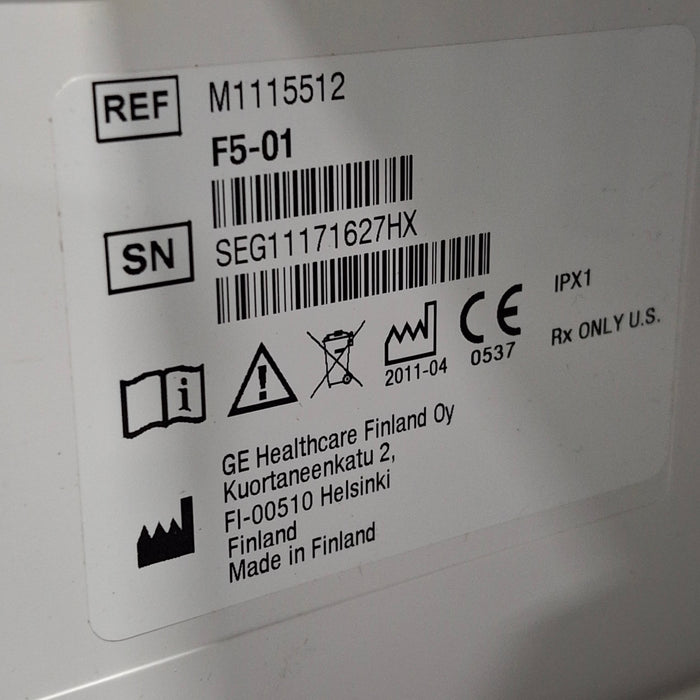 REF M1115512
F5-01
SN SEG11171627HX
IPX1
CE
0537
Rx ONLY U.S.
2011-04
GE Healthcare Finland Oy
Kuortaneenkatu 2,
FI-00510 Helsinki
Finland
Made in Finland